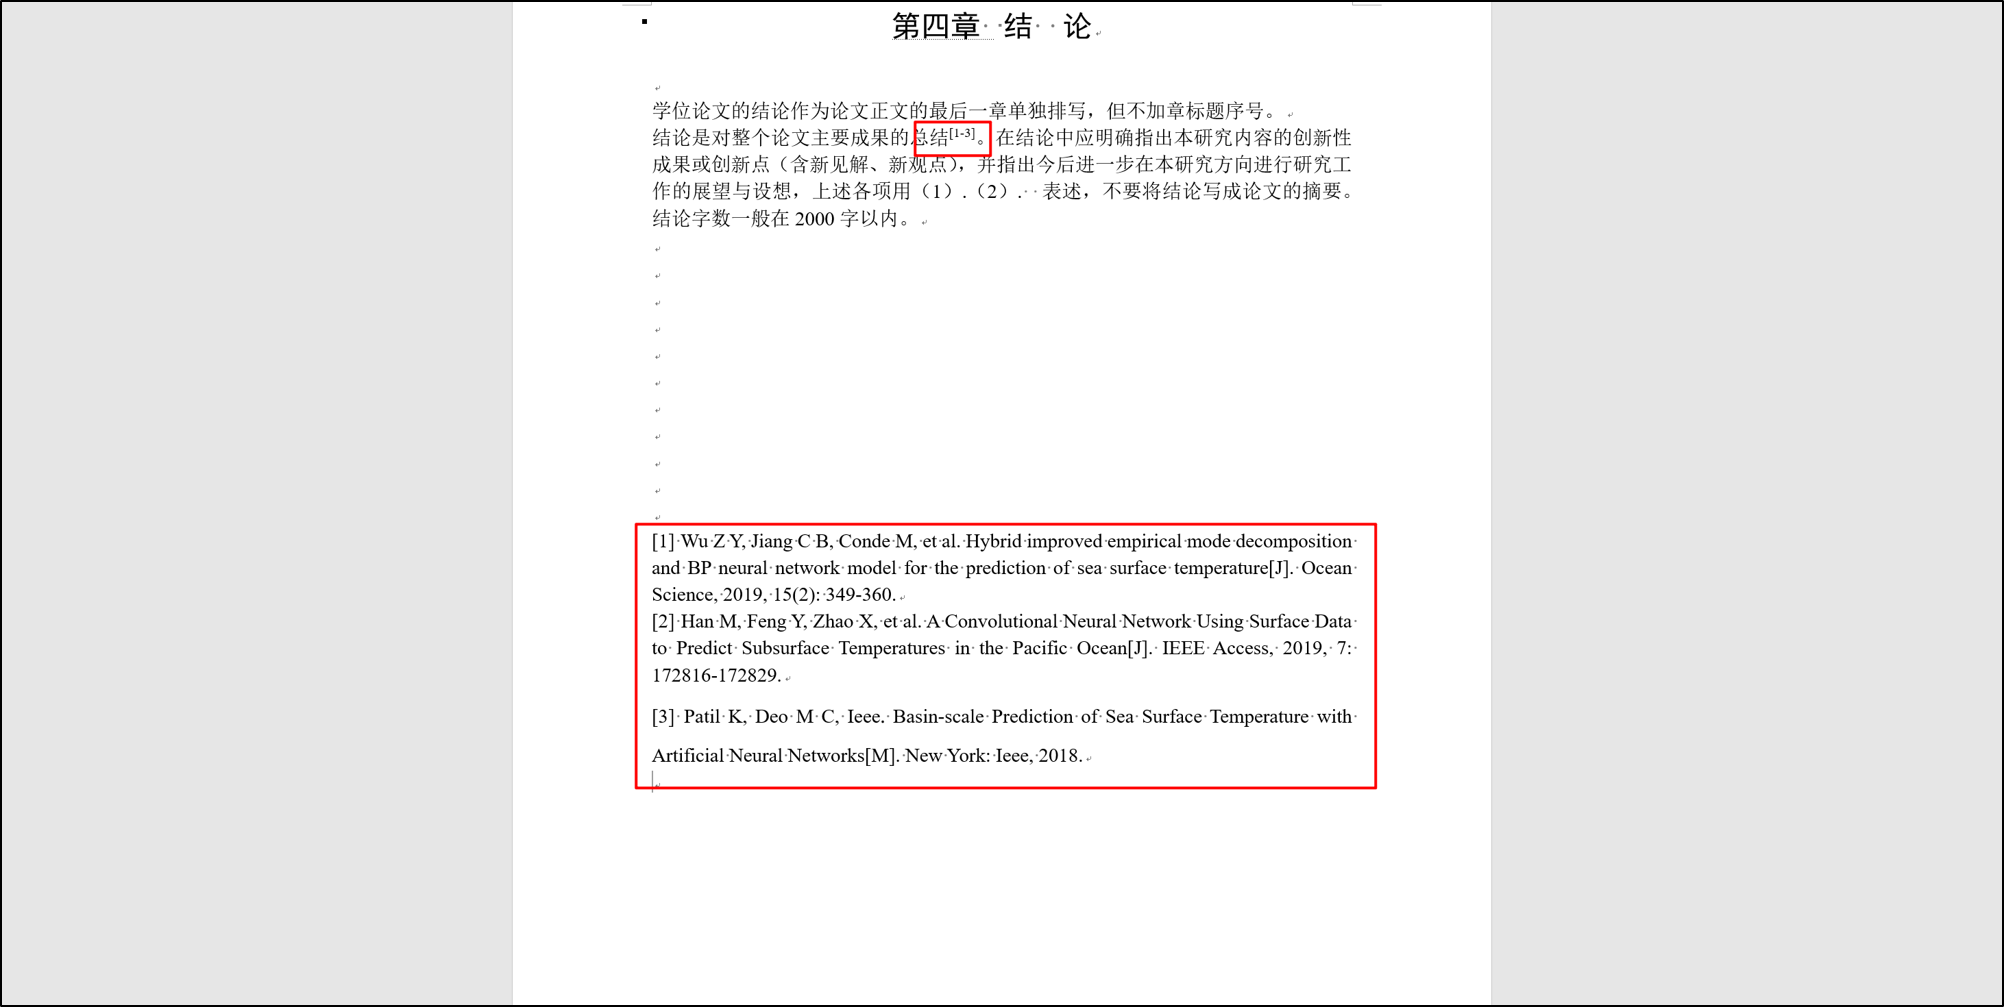 第四章 结 论
学位论文的结论作为论文正文的最后一章单独排写，但不加章标题序号。
结论是对整个论文主要成果的总结[1-3]。在结论中应明确指出本研究内容的创新性
成果或创新点（含新见解、新观点），并指出今后进一步在本研究方向进行研究工
作的展望与设想，上述各项用（1）.（2）. 表述，不要将结论写成论文的摘要。
结论字数一般在 2000 字以内。
[1] Wu Z Y, Jiang C B, Conde M, et al. Hybrid improved empirical mode decomposition
and BP neural network model for the prediction of sea surface temperature[J]. Ocean
Science, 2019, 15(2): 349-360.
[2] Han M, Feng Y, Zhao X, et al. A Convolutional Neural Network Using Surface Data
to Predict Subsurface Temperatures in the Pacific Ocean[J]. IEEE Access, 2019, 7:
172816-172829.
[3] Patil K, Deo M C, Ieee. Basin-scale Prediction of Sea Surface Temperature with
Artificial Neural Networks[M]. New York: Ieee, 2018.